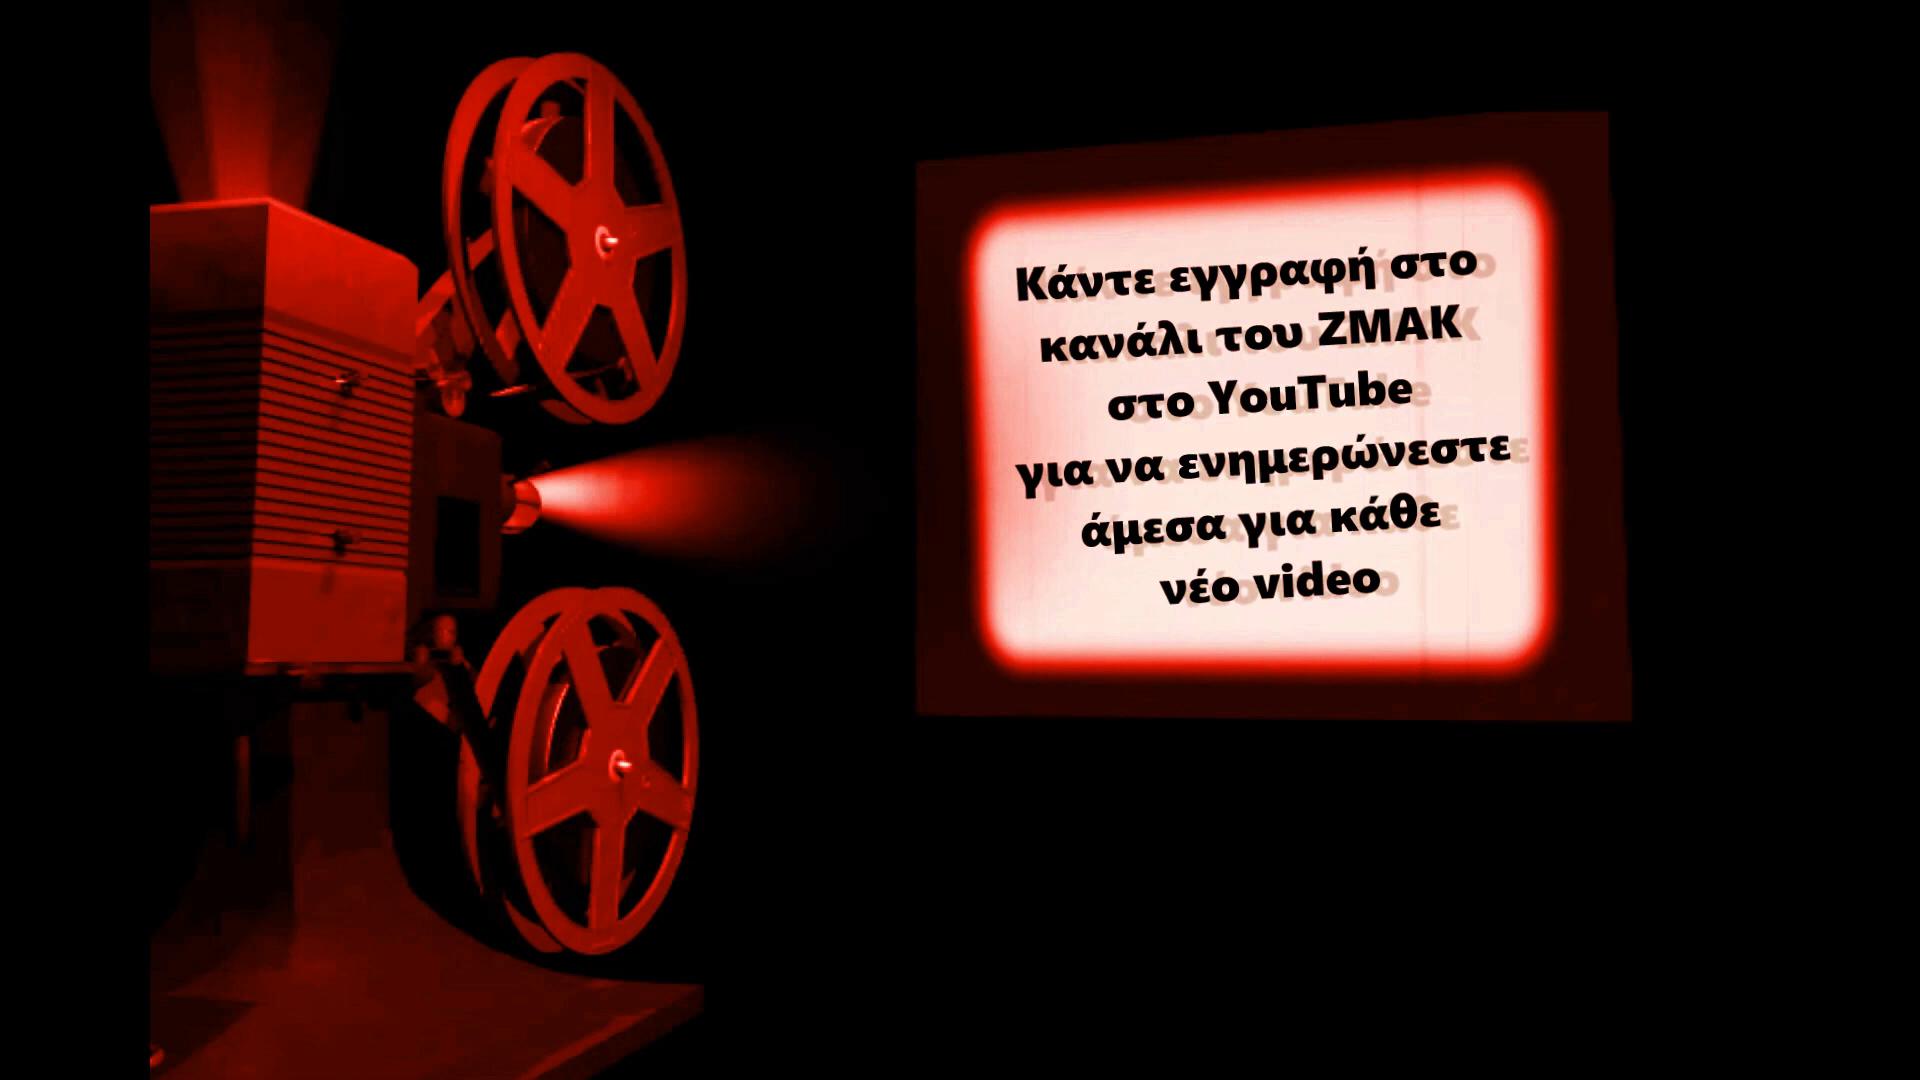 Κάντε εγγραφή στο
κανάλι του ΖΜΑΚ
στο YouTube
για να ενημερώνεστε
άμεσα για κάθε
νέο video